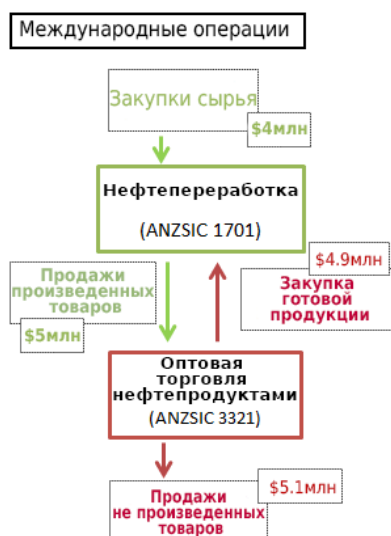 Международные операции
Закупки сырья
$4млн
Нефтепереработка
(ANZSIC 1701)
$4.9млн
Продажи
произведенных
товаров
$5млн
Закупка
готовой
продукции
Оптовая
торговля
нефтепродуктами
(ANZSIC 3321)
$5.1млн
Продажи
не произведенных
товаров